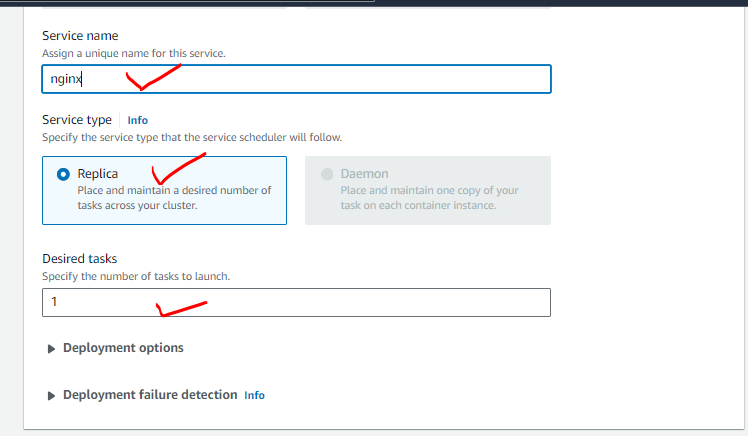 Service name
Assign a unique name for this service.
nginx
Service type Info
Specify the service type that the service scheduler will follow.
Replica
Place and maintain a desired number of
tasks across your cluster.
Daemon
Place and maintain one copy of your
task on each container instance.
Desired tasks
Specify the number of tasks to launch.
1
Deployment options
Deployment failure detection Info